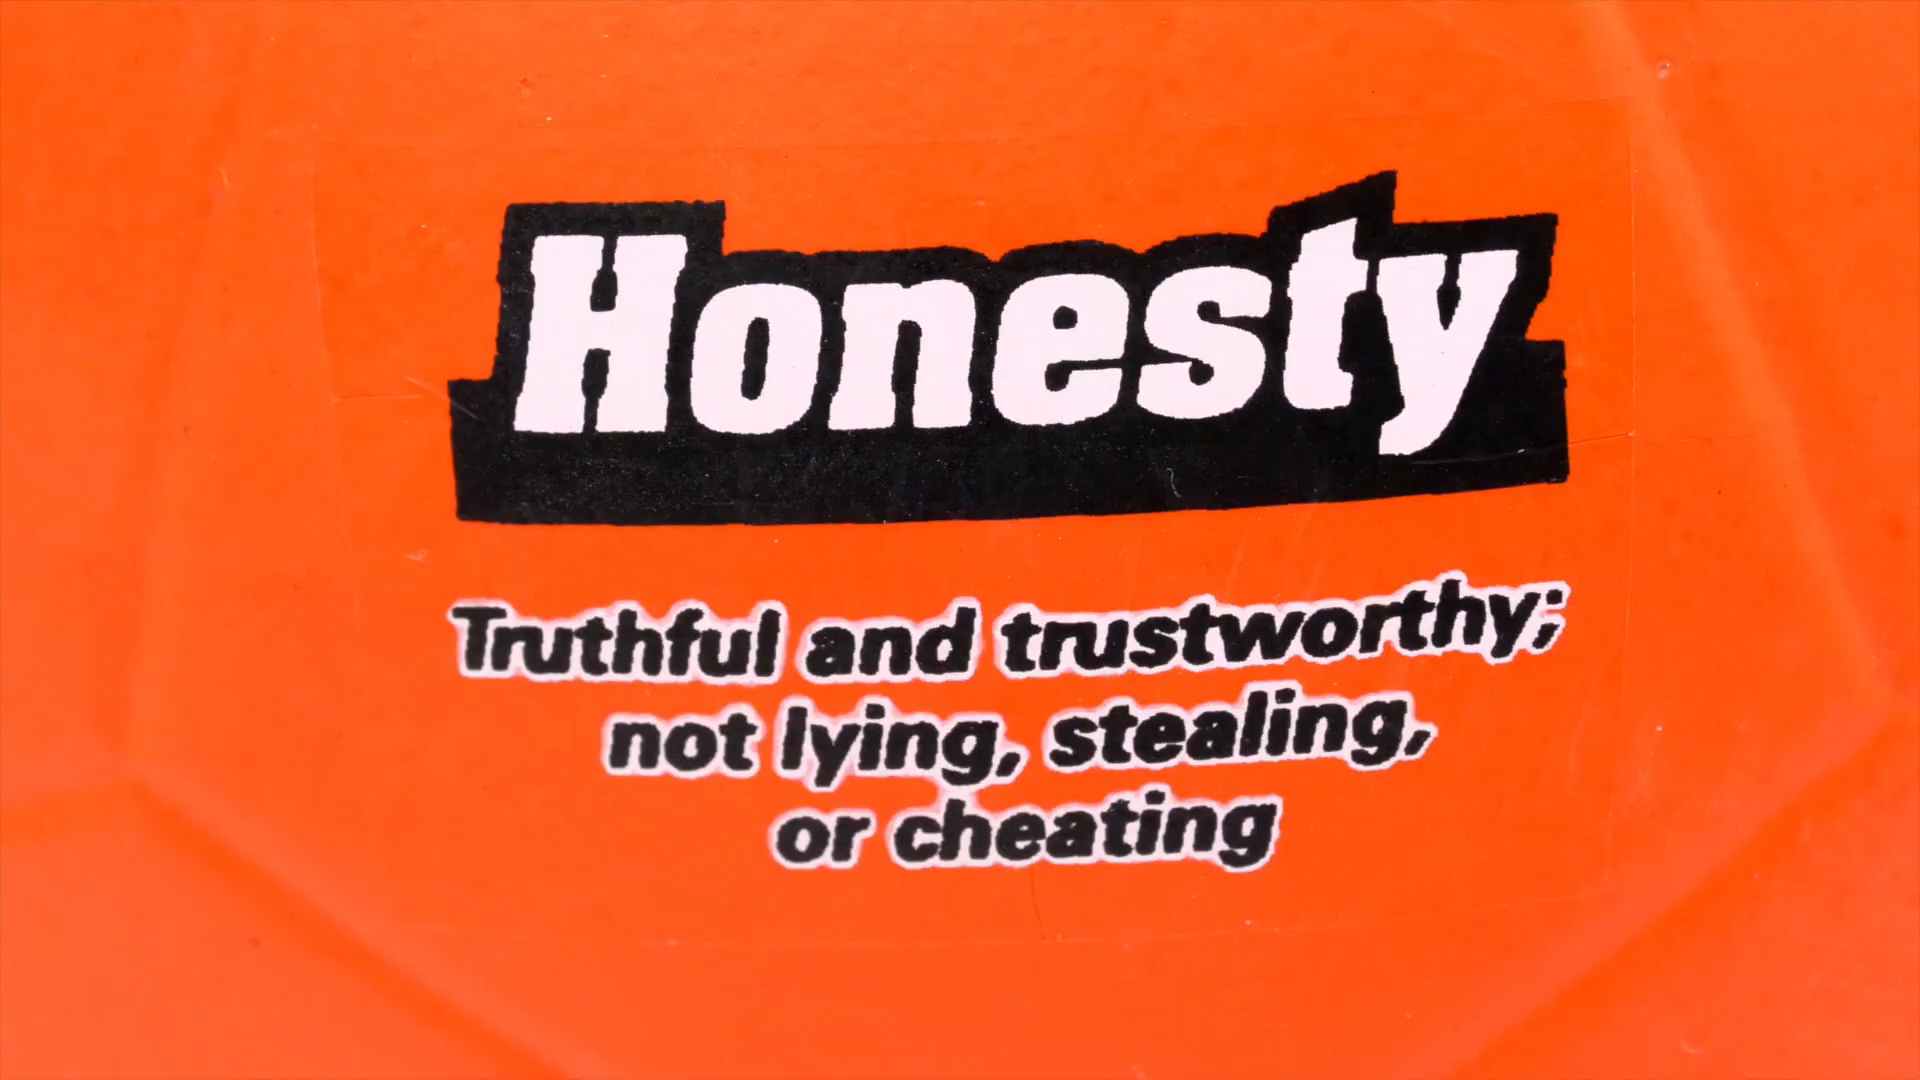 Honesty
Truthful and trustworthy;
not lying, stealing,
or cheating